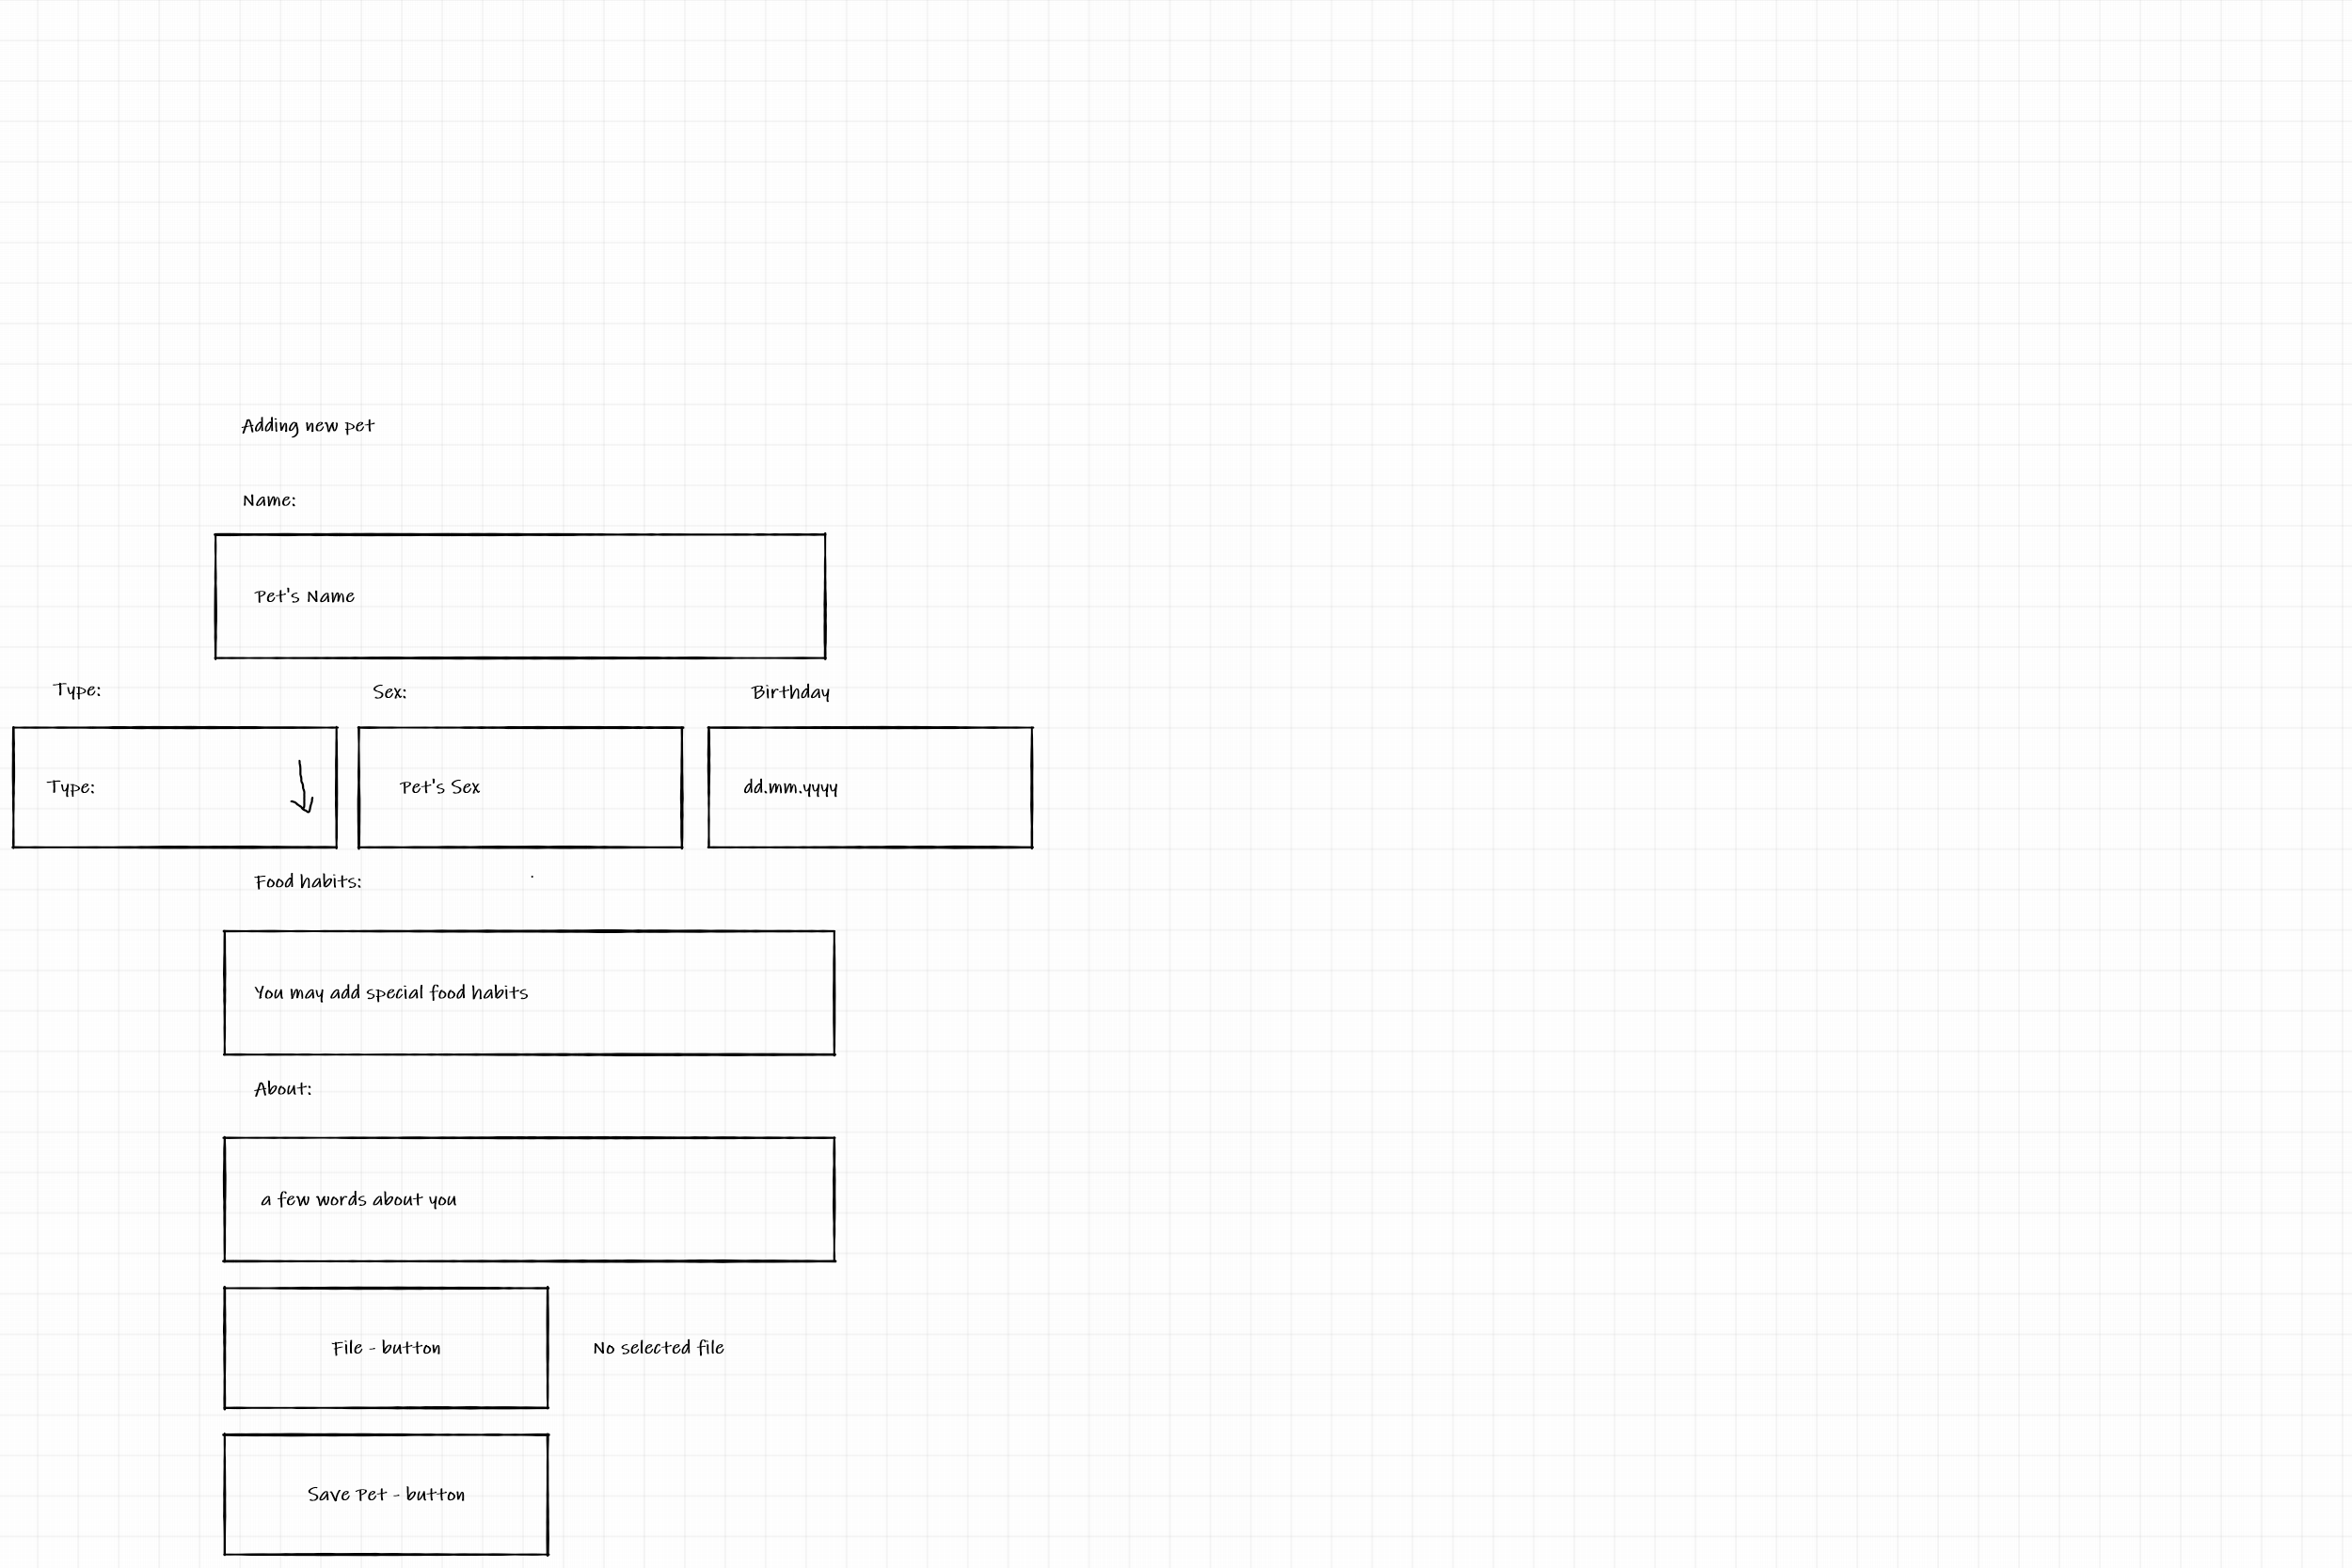 Adding new pet
Name:
Pet's Name
Type:
Sex:
Birthday
Type:
Pet's Sex
dd.mm.yyyy
Food habits:
You may add special food habits
About:
a few words about you
File - button
No selected file
Save Pet - button